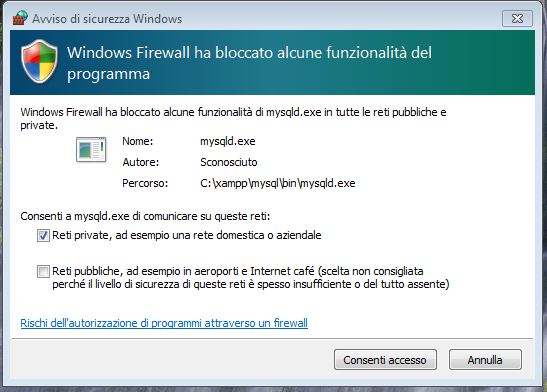 Avviso di sicurezza Windows
Windows Firewall ha bloccato alcune funzionalità del
programma
Windows Firewall ha bloccato alcune funzionalità di mysqld.exe in tutte le reti pubbliche e
private.
Nome: mysqld.exe
Autore: Sconosciuto
Percorso: C:\xampp\mysql\bin\mysqld.exe
Consenti a mysqld.exe di comunicare su queste reti:
Reti private, ad esempio una rete domestica o aziendale
Reti pubbliche, ad esempio in aeroporti e Internet café (scelta non consigliata
perché il livello di sicurezza di queste reti è spesso insufficiente o del tutto assente)
Rischi dell'autorizzazione di programmi attraverso un firewall
Consenti accesso Annulla